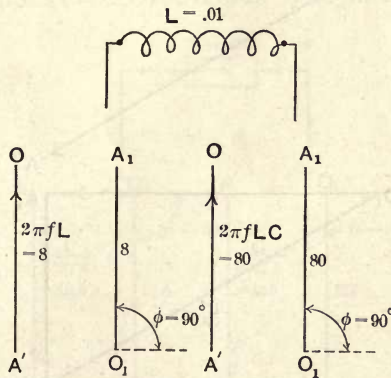 L = .01
O A₁ O A₁
2πfL 2πfLC
= 8 8 = 80 80
ϕ = 90° ϕ = 90°
A′ O₁ A′ O₁